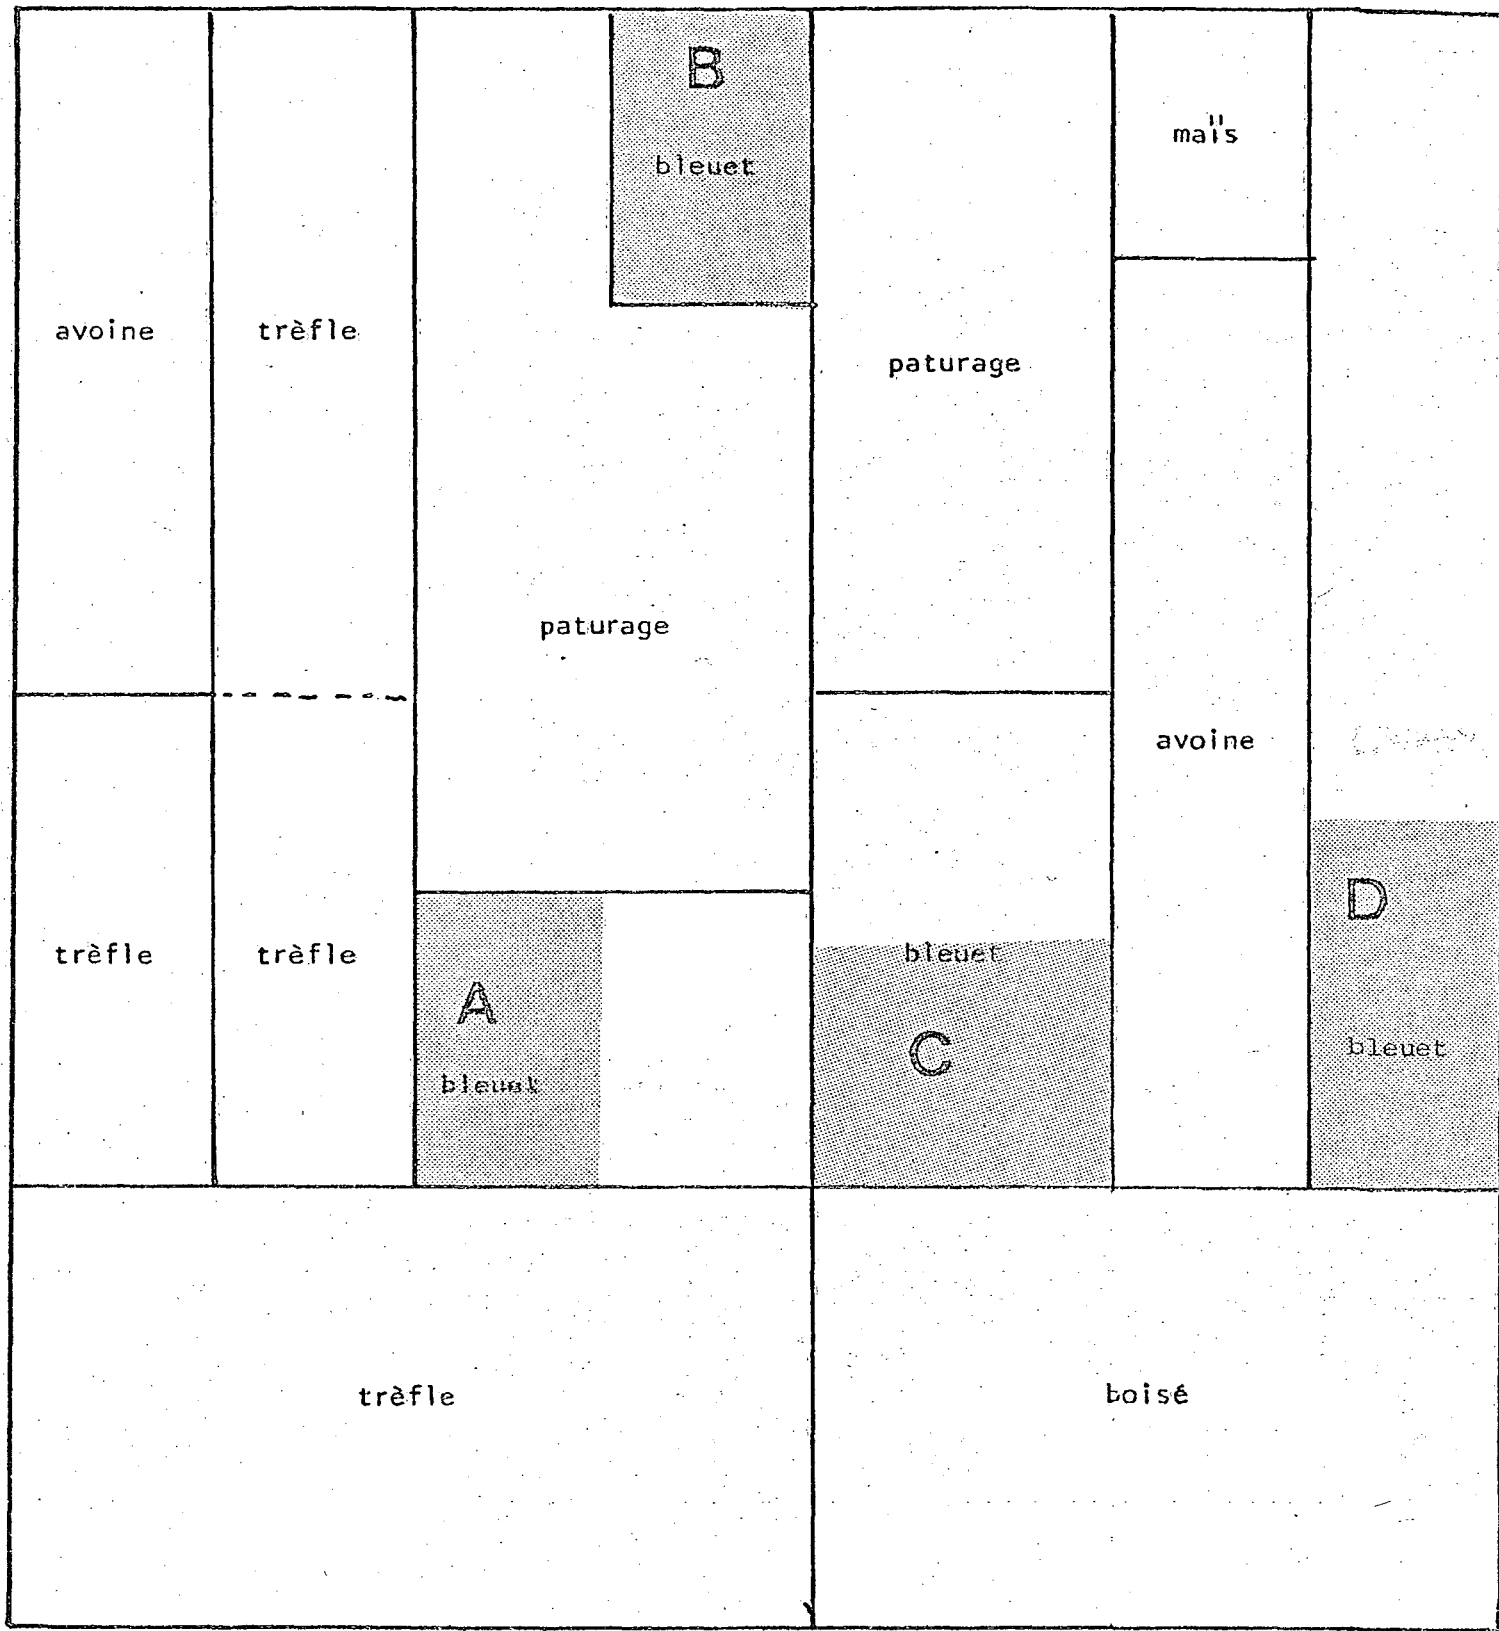 B
bleuet
maïs
avoine
trèfle
paturage
paturage
avoine
D
trèfle
trèfle
bleuet
A
C
bleuet
bleuet
trèfle
boisé